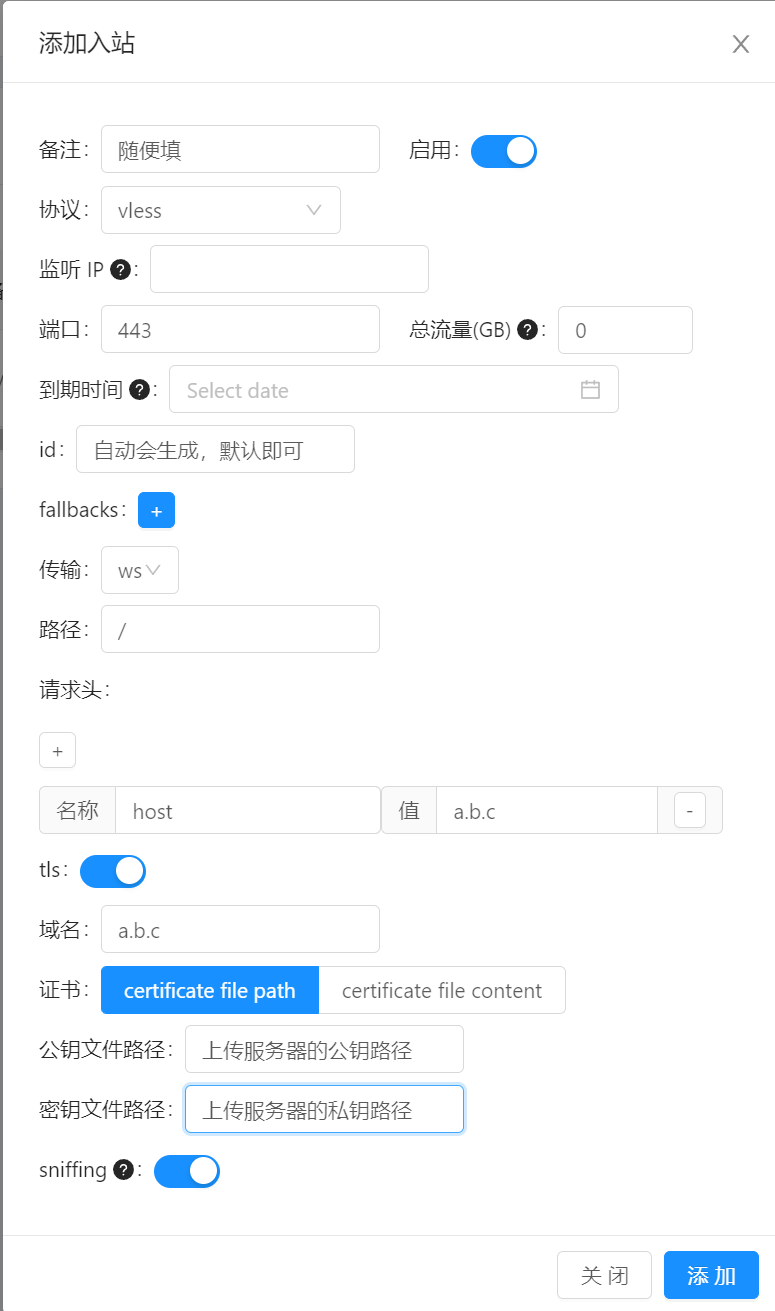 添加入站
备注: 随便填 启用:
协议: vless
监听 IP ? :
端口: 443 总流量(GB) ? : 0
到期时间 ? : Select date
id: 自动会生成，默认即可
fallbacks: +
传输: ws
路径: /
请求头:
+
名称 host 值 a.b.c -
tls:
域名: a.b.c
证书: certificate file path certificate file content
公钥文件路径: 上传服务器的公钥路径
密钥文件路径: 上传服务器的私钥路径
sniffing ? :
关 闭 添 加